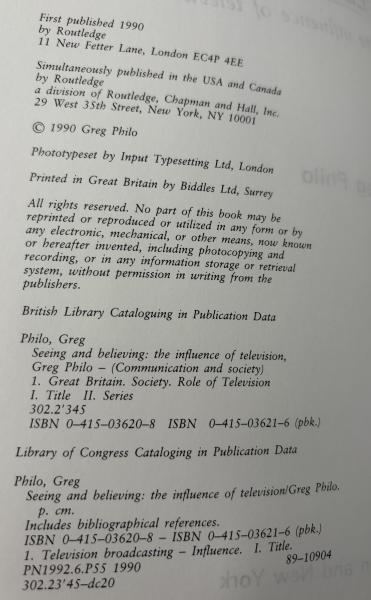 First published 1990
by Routledge
11 New Fetter Lane, London EC4P 4EE
Simultaneously published in the USA and Canada
by Routledge
a division of Routledge, Chapman and Hall, Inc.
29 West 35th Street, New York, NY 10001
© 1990 Greg Philo
Phototypeset by Input Typesetting Ltd, London
Printed in Great Britain by Biddles Ltd, Surrey
All rights reserved. No part of this book may be
reprinted or reproduced or utilized in any form or by
any electronic, mechanical, or other means, now known
or hereafter invented, including photocopying and
recording, or in any information storage or retrieval
system, without permission in writing from the
publishers.
British Library Cataloguing in Publication Data
Philo, Greg
Seeing and believing: the influence of television,
Greg Philo – (Communication and society)
1. Great Britain. Society. Role of Television
I. Title II. Series
302.2'345
ISBN 0–415–03620–8 ISBN 0–415–03621–6 (pbk.)
Library of Congress Cataloging in Publication Data
Philo, Greg
Seeing and believing: the influence of television/Greg Philo.
p. cm.
Includes bibliographical references.
ISBN 0–415–03620–8 – ISBN 0–415–03621–6 (pbk.)
1. Television broadcasting – Influence. I. Title.
PN1992.6.P55 1990 89–10904
302.23'45–dc20